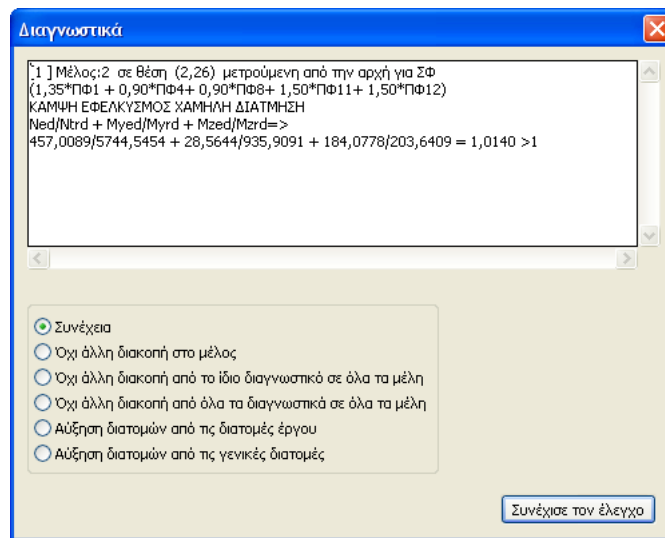 Διαγνωστικά
[1 ] Μέλος:2 σε θέση (2,26) μετρούμενη από την αρχή για ΣΦ
(1,35*ΠΦ1 + 0,90*ΠΦ4+ 0,90*ΠΦ8+ 1,50*ΠΦ11+ 1,50*ΠΦ12)
ΚΑΜΨΗ ΕΦΕΛΚΥΣΜΟΣ ΧΑΜΗΛΗ ΔΙΑΤΜΗΣΗ
Ned/Ntrd + Myed/Myrd + Mzed/Mzrd=>
457,0089/5744,5454 + 28,5644/935,9091 + 184,0778/203,6409 = 1,0140 >1
Συνέχεια
Όχι άλλη διακοπή στο μέλος
Όχι άλλη διακοπή από το ίδιο διαγνωστικό σε όλα τα μέλη
Όχι άλλη διακοπή από όλα τα διαγνωστικά σε όλα τα μέλη
Αύξηση διατομών από τις διατομές έργου
Αύξηση διατομών από τις γενικές διατομές
Συνέχισε τον έλεγχο